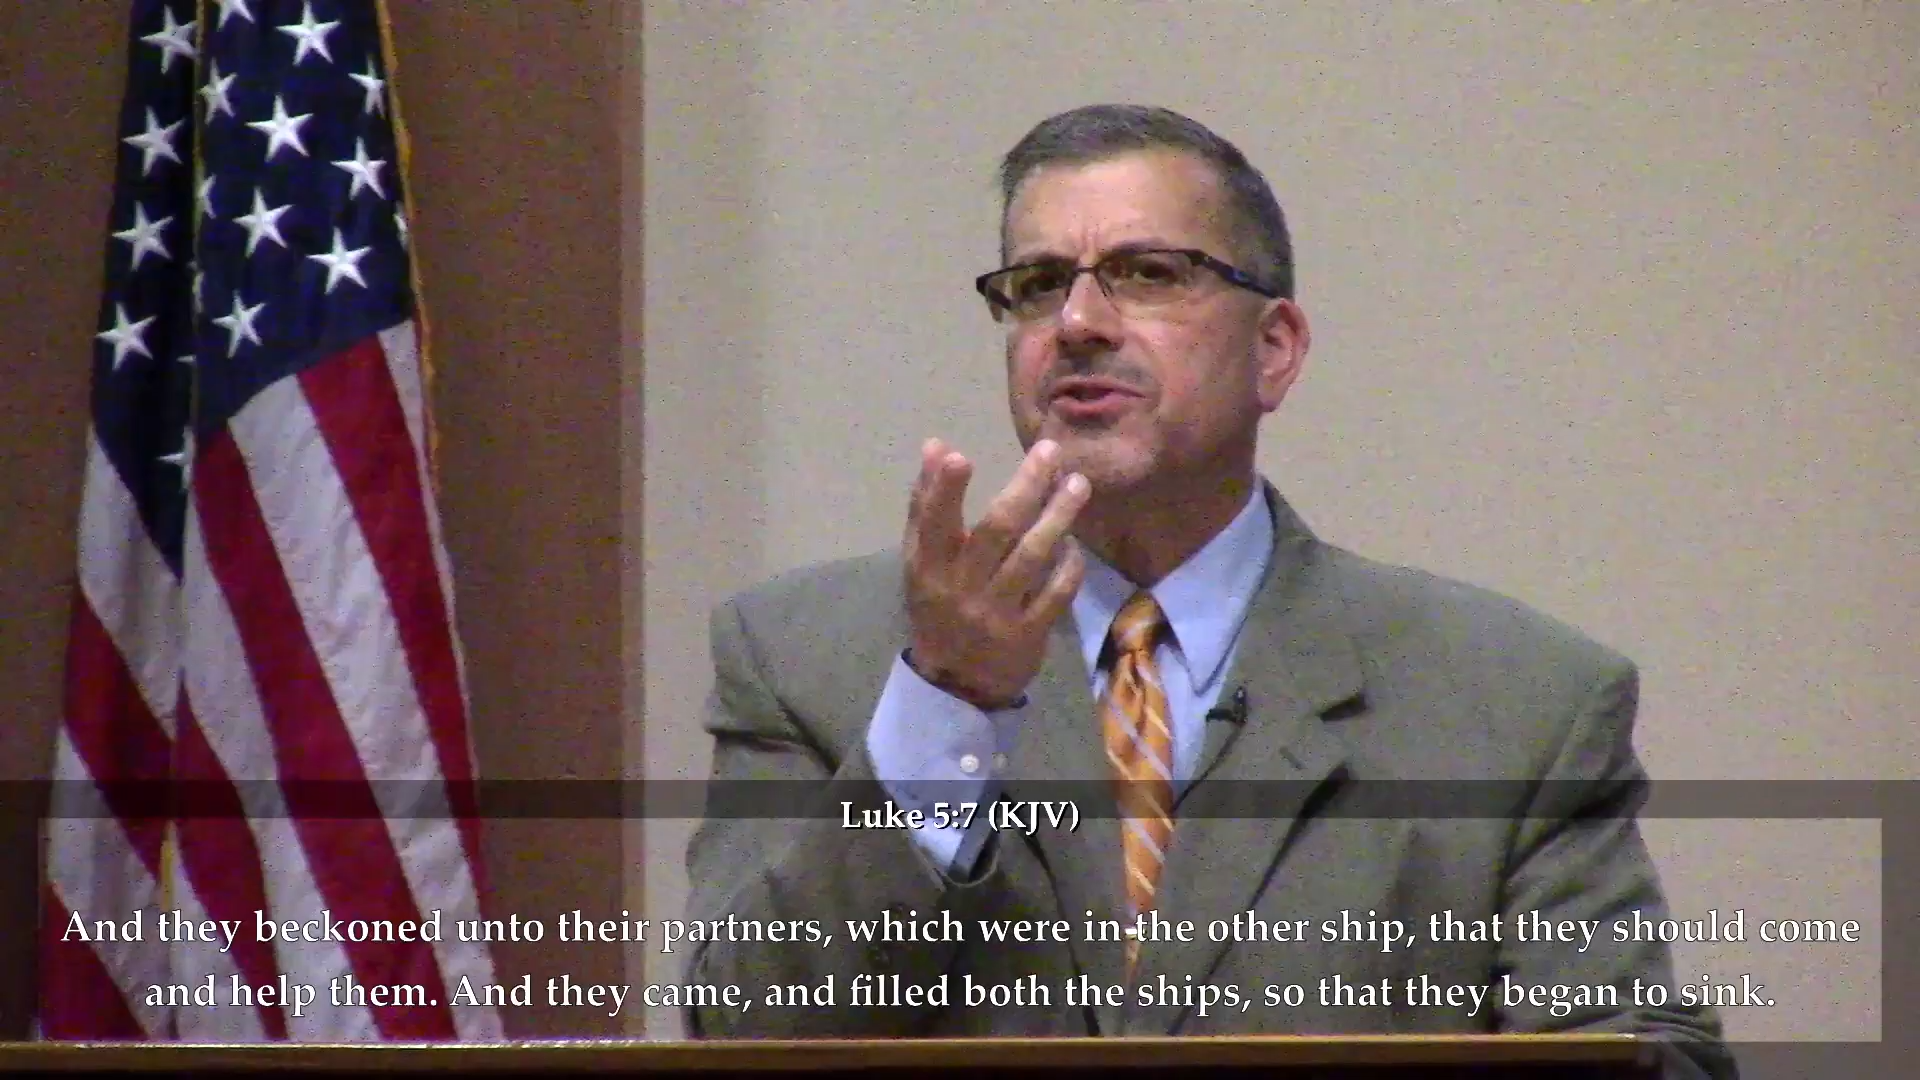 Luke 5:7 (KJV)
And they beckoned unto their partners, which were in the other ship, that they should come
and help them. And they came, and filled both the ships, so that they began to sink.